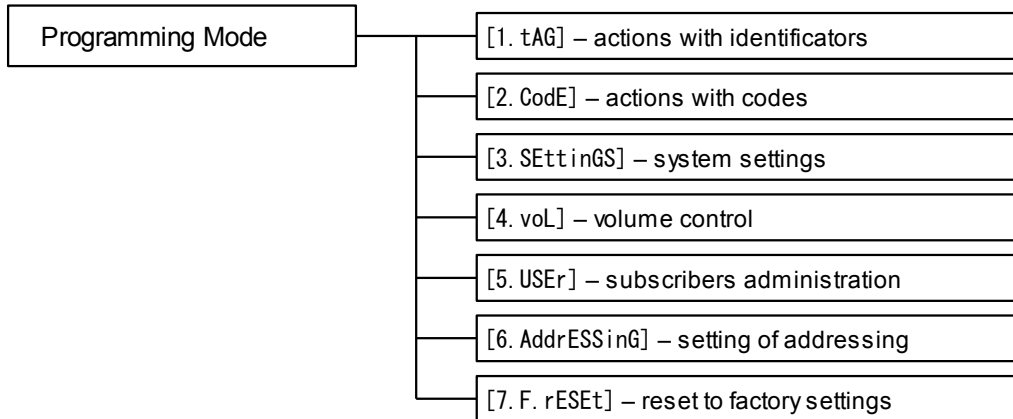 Programming Mode
[1. tAG] – actions with identificators
[2. CodE] – actions with codes
[3. SEttinGS] – system settings
[4. voL] – volume control
[5. USEr] – subscribers administration
[6. AddrESSinG] – setting of addressing
[7. F. rESEt] – reset to factory settings